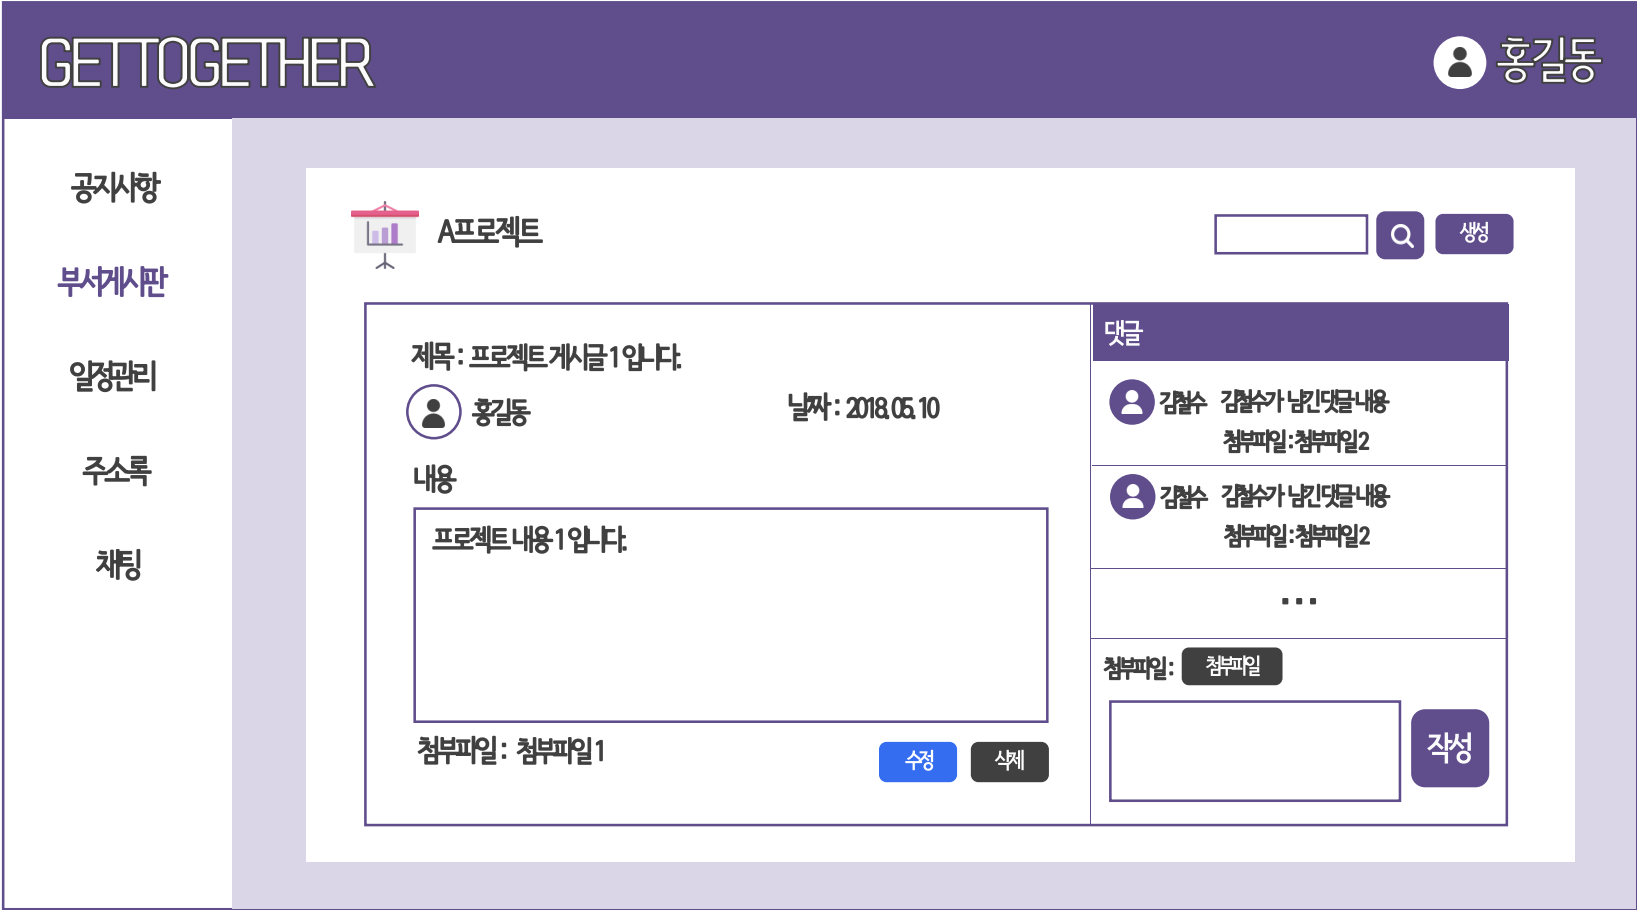 GETTOGETHER
홍길동
공지사항
부서게시판
일정관리
주소록
채팅
A프로젝트
생성
제목 : 프로젝트 게시글 1 입니다.
홍길동
날짜 : 2018.05.10
내용
프로젝트 내용 1 입니다.
첨부파일 : 첨부파일1
수정
삭제
댓글
김철수 김철수가 남긴 댓글 내용
첨부파일 : 첨부파일2
김철수 김철수가 남긴 댓글 내용
첨부파일 : 첨부파일2
...
첨부파일 : 첨부파일
작성